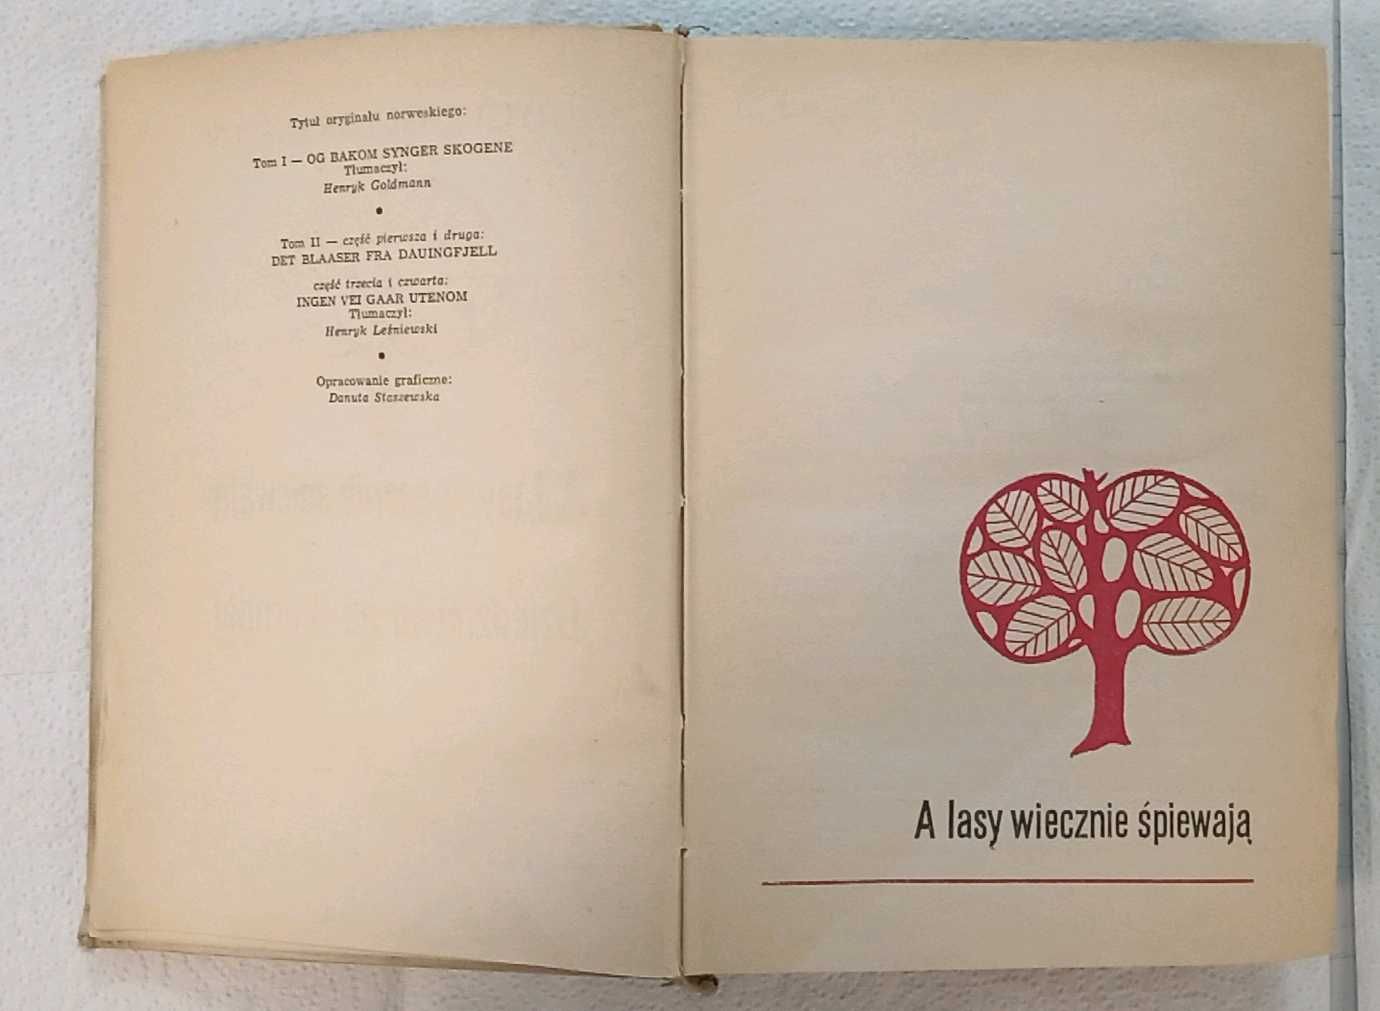 Tytuł oryginału norweskiego:
Tom I — OG BAKOM SYNGER SKOGENE
Tłumaczył:
Henryk Goldmann
•
Tom II — część pierwsza i druga:
DET BLAASER FRA DAUINGFJELL
część trzecia i czwarta:
INGEN VEI GAAR UTENOM
Tłumaczył:
Henryk Leśniewski
•
Opracowanie graficzne:
Danuta Staszewska
A lasy wiecznie śpiewają